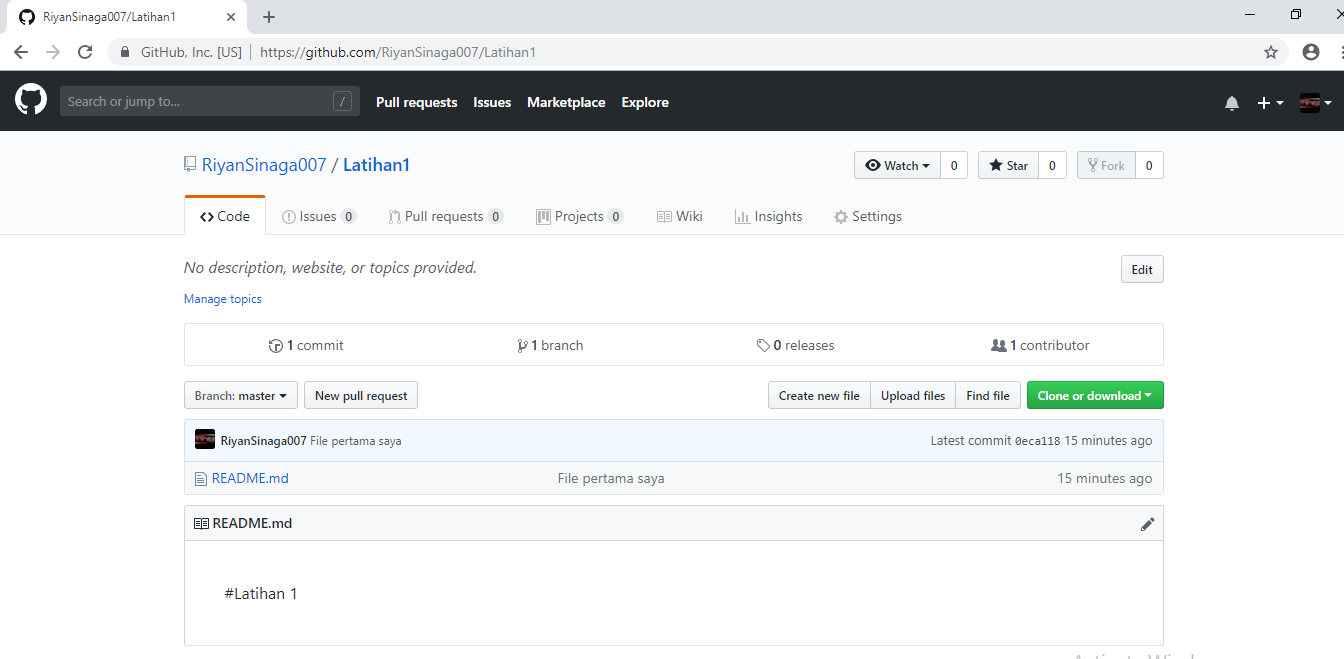 RiyanSinaga007/Latihan1
GitHub, Inc. [US] https://github.com/RiyanSinaga007/Latihan1
Search or jump to... / Pull requests Issues Marketplace Explore
RiyanSinaga007 / Latihan1 Watch 0 Star 0 Fork 0
Code Issues 0 Pull requests 0 Projects 0 Wiki Insights Settings
No description, website, or topics provided. Edit
Manage topics
1 commit 1 branch 0 releases 1 contributor
Branch: master New pull request Create new file Upload files Find file Clone or download
RiyanSinaga007 File pertama saya Latest commit 0eca118 15 minutes ago
README.md File pertama saya 15 minutes ago
README.md
#Latihan 1